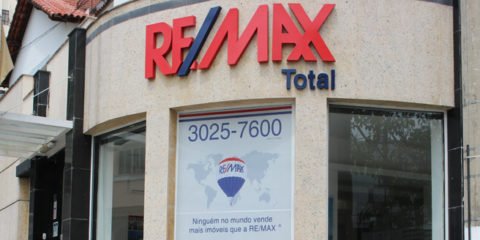 RE/MAX
Total
3025-7600
RE/MAX
Ninguém no mundo vende
mais imóveis que a RE/MAX ®